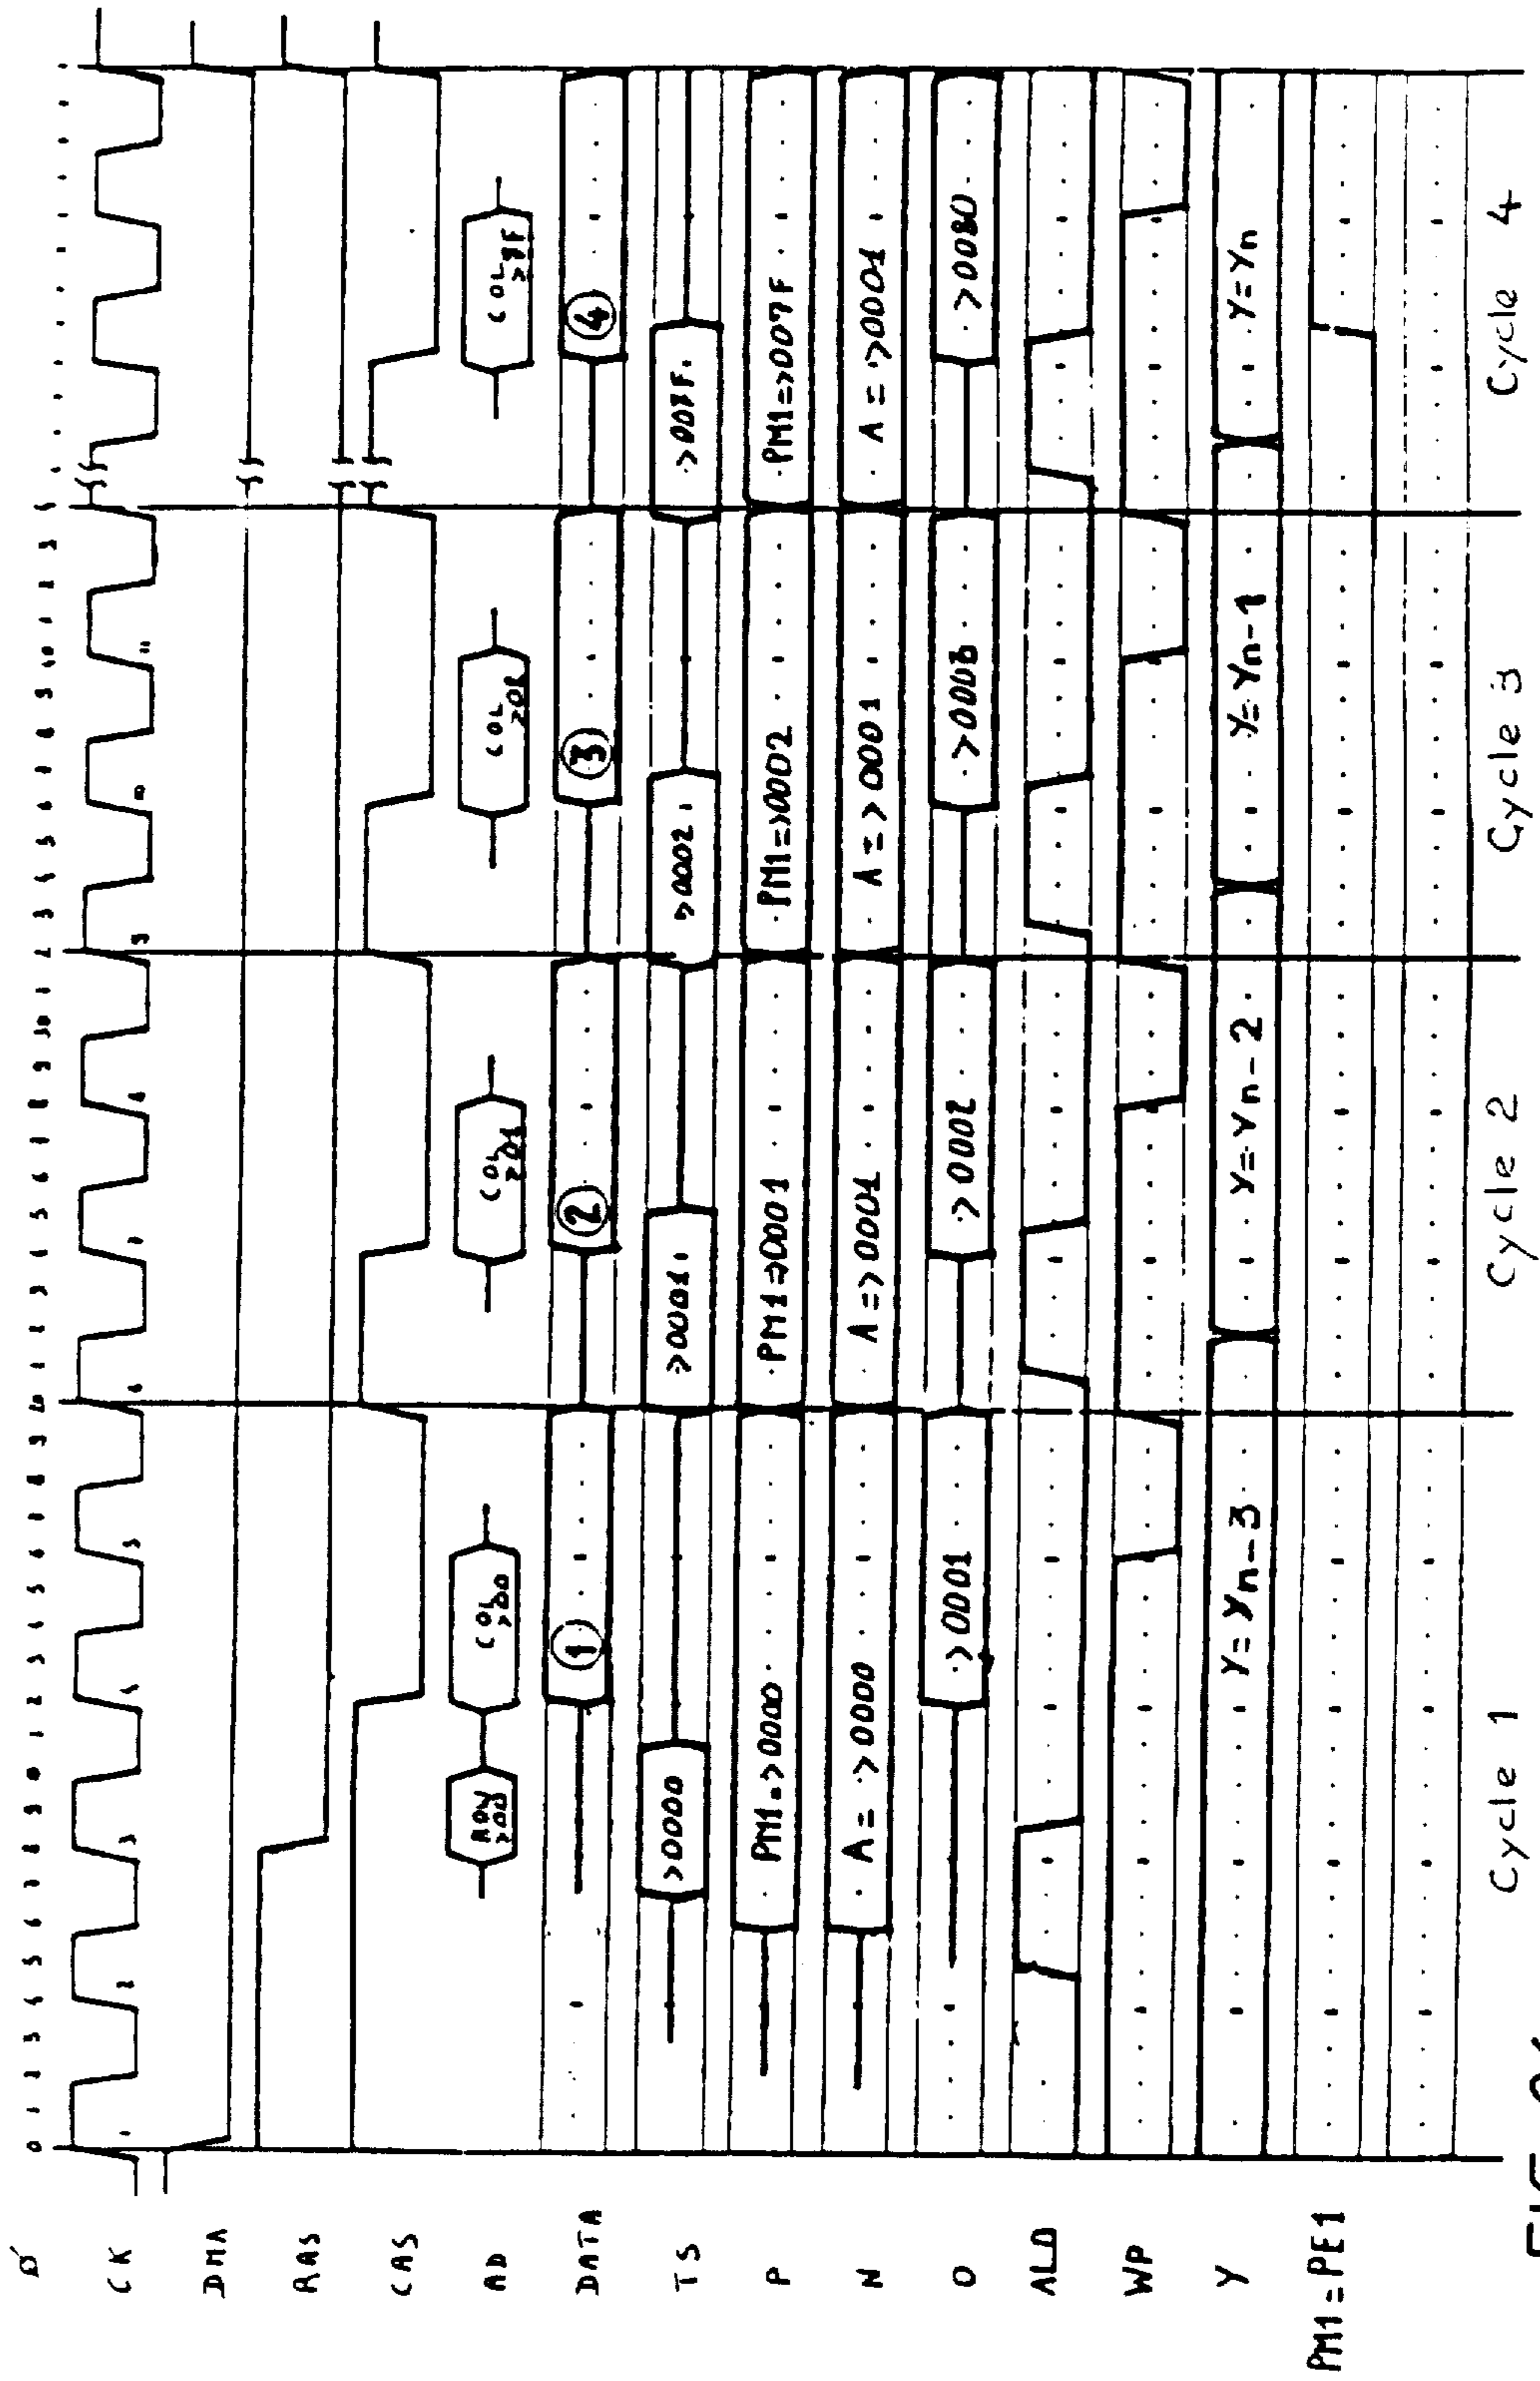 Ø
CK
DMA
RAS
CAS
AD ROW >00 COL >00 COL >01 COL >02 COL >7F
DATA 1 2 3 4
TS >0000 >0001 >0002 >007F
P PM1=>0000 PM1=>0001 PM1=>0002 PM1=>007F
N A=>0000 A=>0001 A=>0001 A=>0001
O >0001 >0002 >0003 >0080
ALD
WP
Y Y=Yn-3 Y=Yn-2 Y=Yn-1 Y=Yn
PM1=PE1
Cycle 1 Cycle 2 Cycle 3 Cycle 4